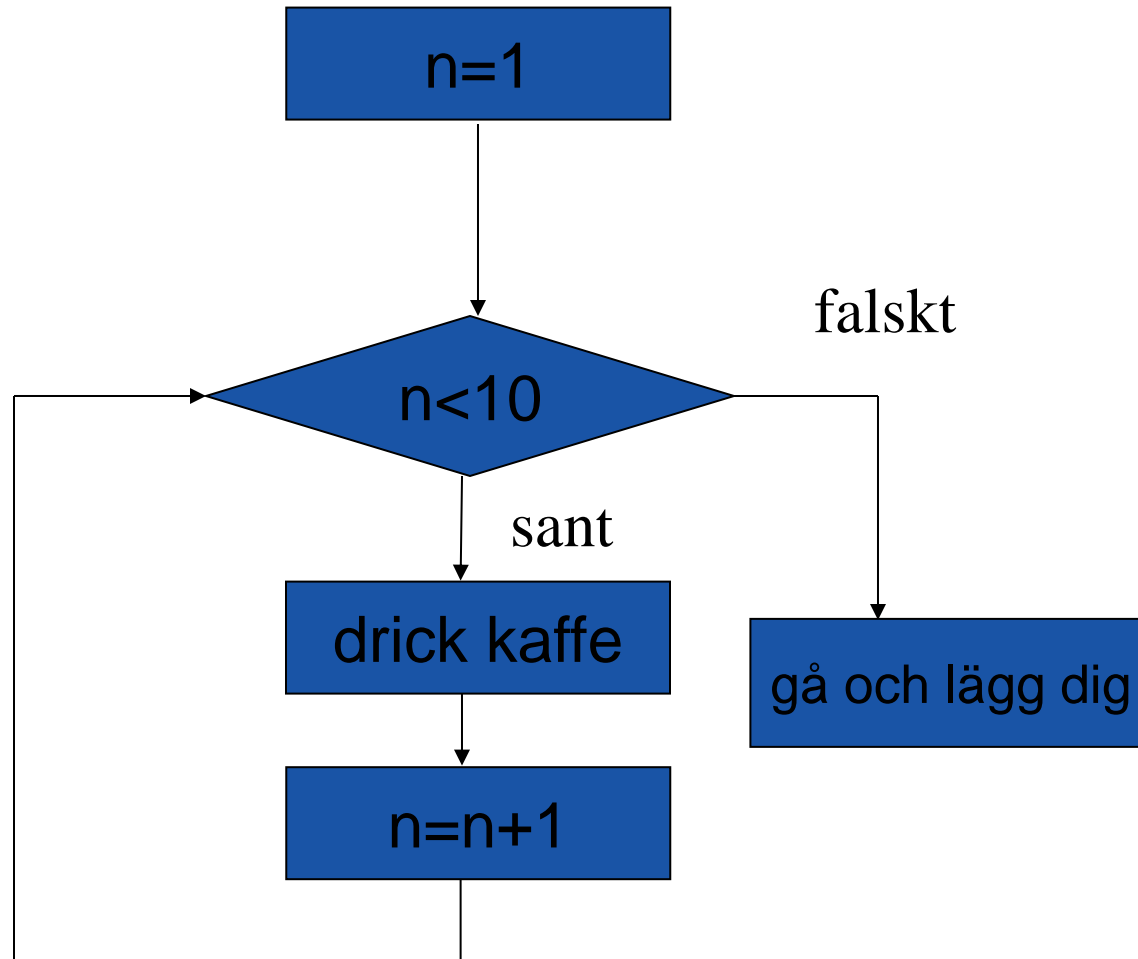 n=1
falskt
n<10
sant
drick kaffe
gå och lägg dig
n=n+1